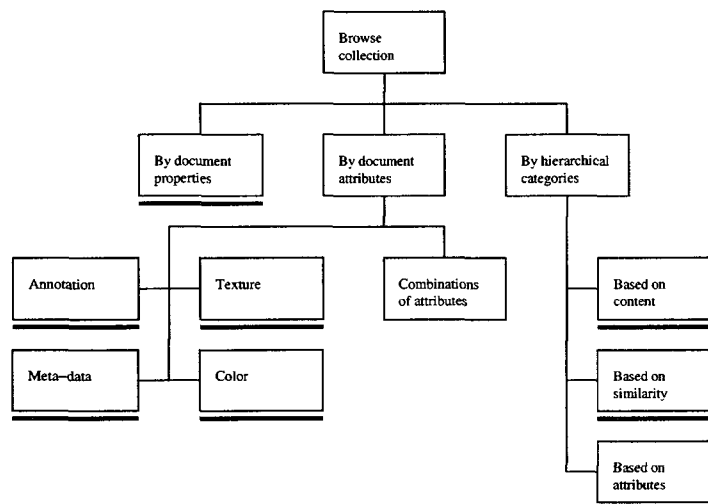 Browse
collection
By document
properties
By document
attributes
By hierarchical
categories
Annotation
Texture
Combinations
of attributes
Based on
content
Meta–data
Color
Based on
similarity
Based on
attributes